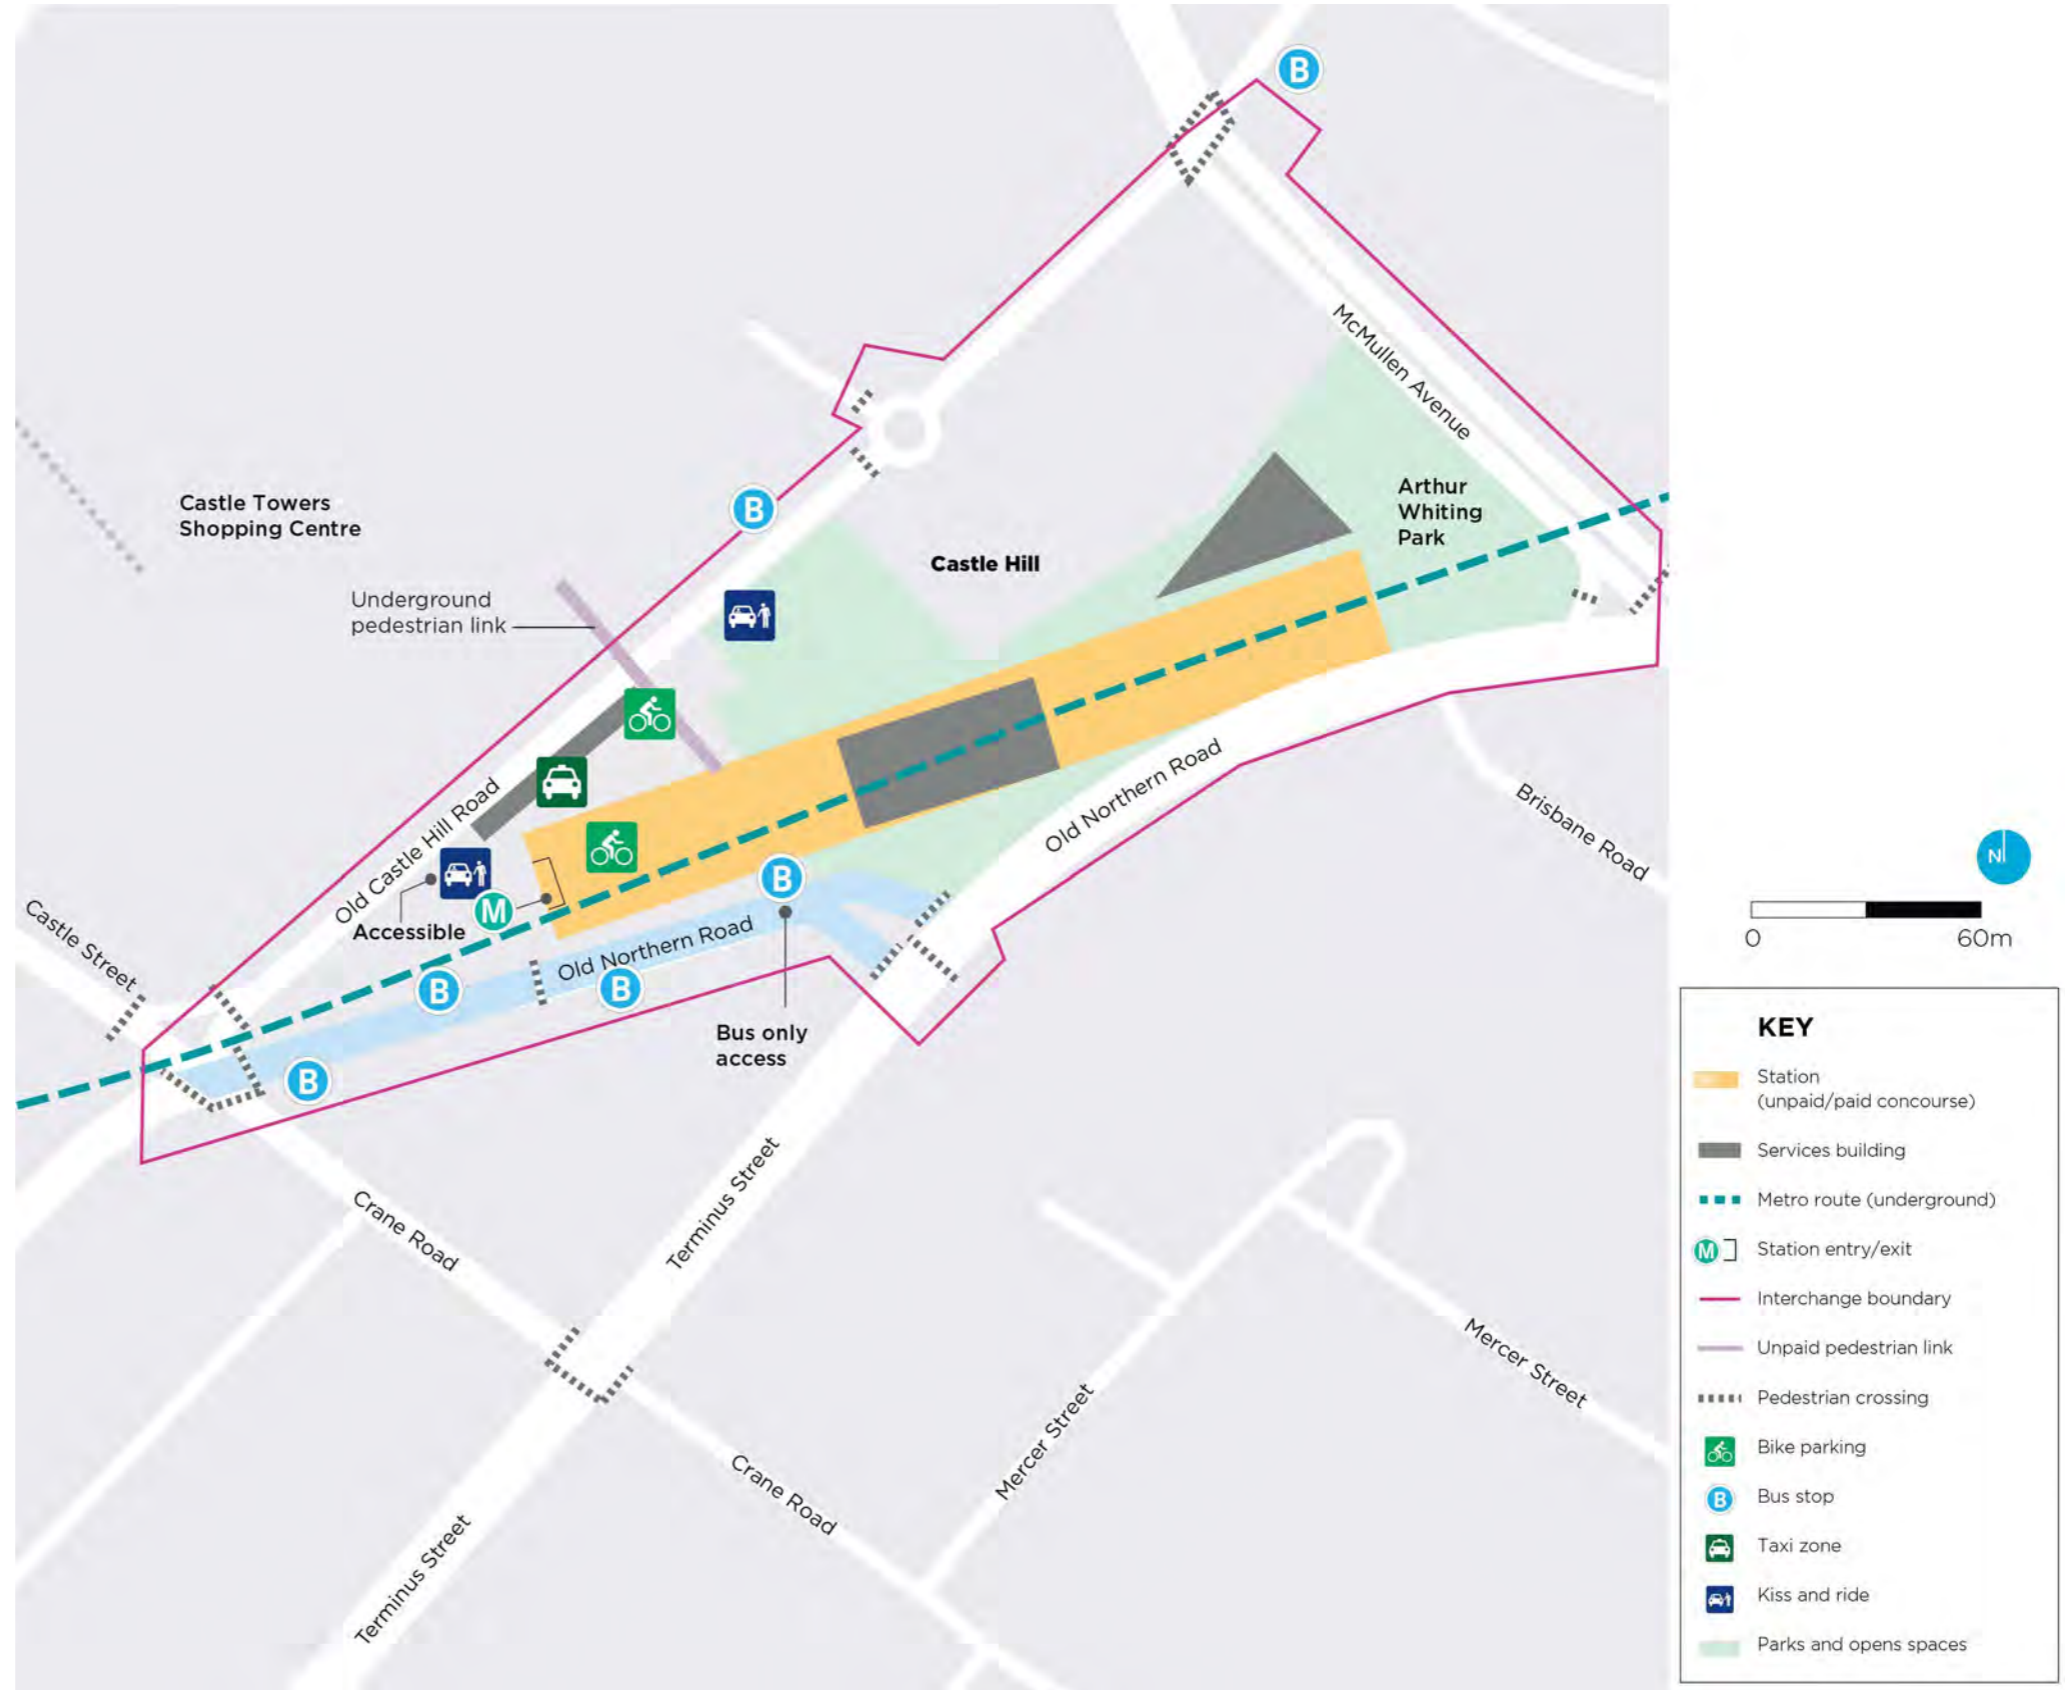 B
McMullen Avenue
Castle Towers
Shopping Centre
B
Arthur
Whiting
Park
Castle Hill
Underground
pedestrian link
Old Castle Hill Road
Old Northern Road
Brisbane Road
N
0
60m
B
M
Accessible
Castle Street
Old Northern Road
B
B
Bus only
access
B
Crane Road
Terminus Street
Mercer Street
Mercer Street
Crane Road
Terminus Street
KEY
Station
(unpaid/paid concourse)
Services building
Metro route (underground)
M
Station entry/exit
Interchange boundary
Unpaid pedestrian link
Pedestrian crossing
Bike parking
B
Bus stop
Taxi zone
Kiss and ride
Parks and opens spaces